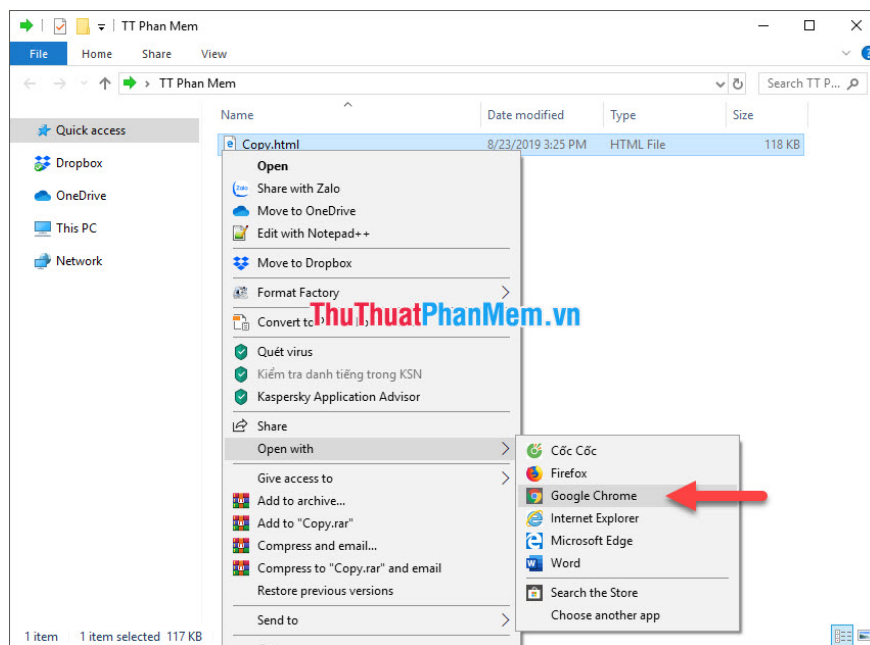 TT Phan Mem
File Home Share View
TT Phan Mem Search TT P...
Name Date modified Type Size
Quick access
Dropbox
OneDrive
This PC
Network
Copy.html 8/23/2019 3:25 PM HTML File 118 KB
Open
Zalo Share with Zalo
Move to OneDrive
Edit with Notepad++
Move to Dropbox
Format Factory
Convert to
ThuThuatPhanMem.vn
Quét virus
Kiểm tra danh tiếng trong KSN
Kaspersky Application Advisor
Share
Open with
Give access to
Add to archive...
Add to "Copy.rar"
Compress and email...
Compress to "Copy.rar" and email
Restore previous versions
Send to
Cốc Cốc
Firefox
Google Chrome
Internet Explorer
Microsoft Edge
Word
Search the Store
Choose another app
1 item 1 item selected 117 KB